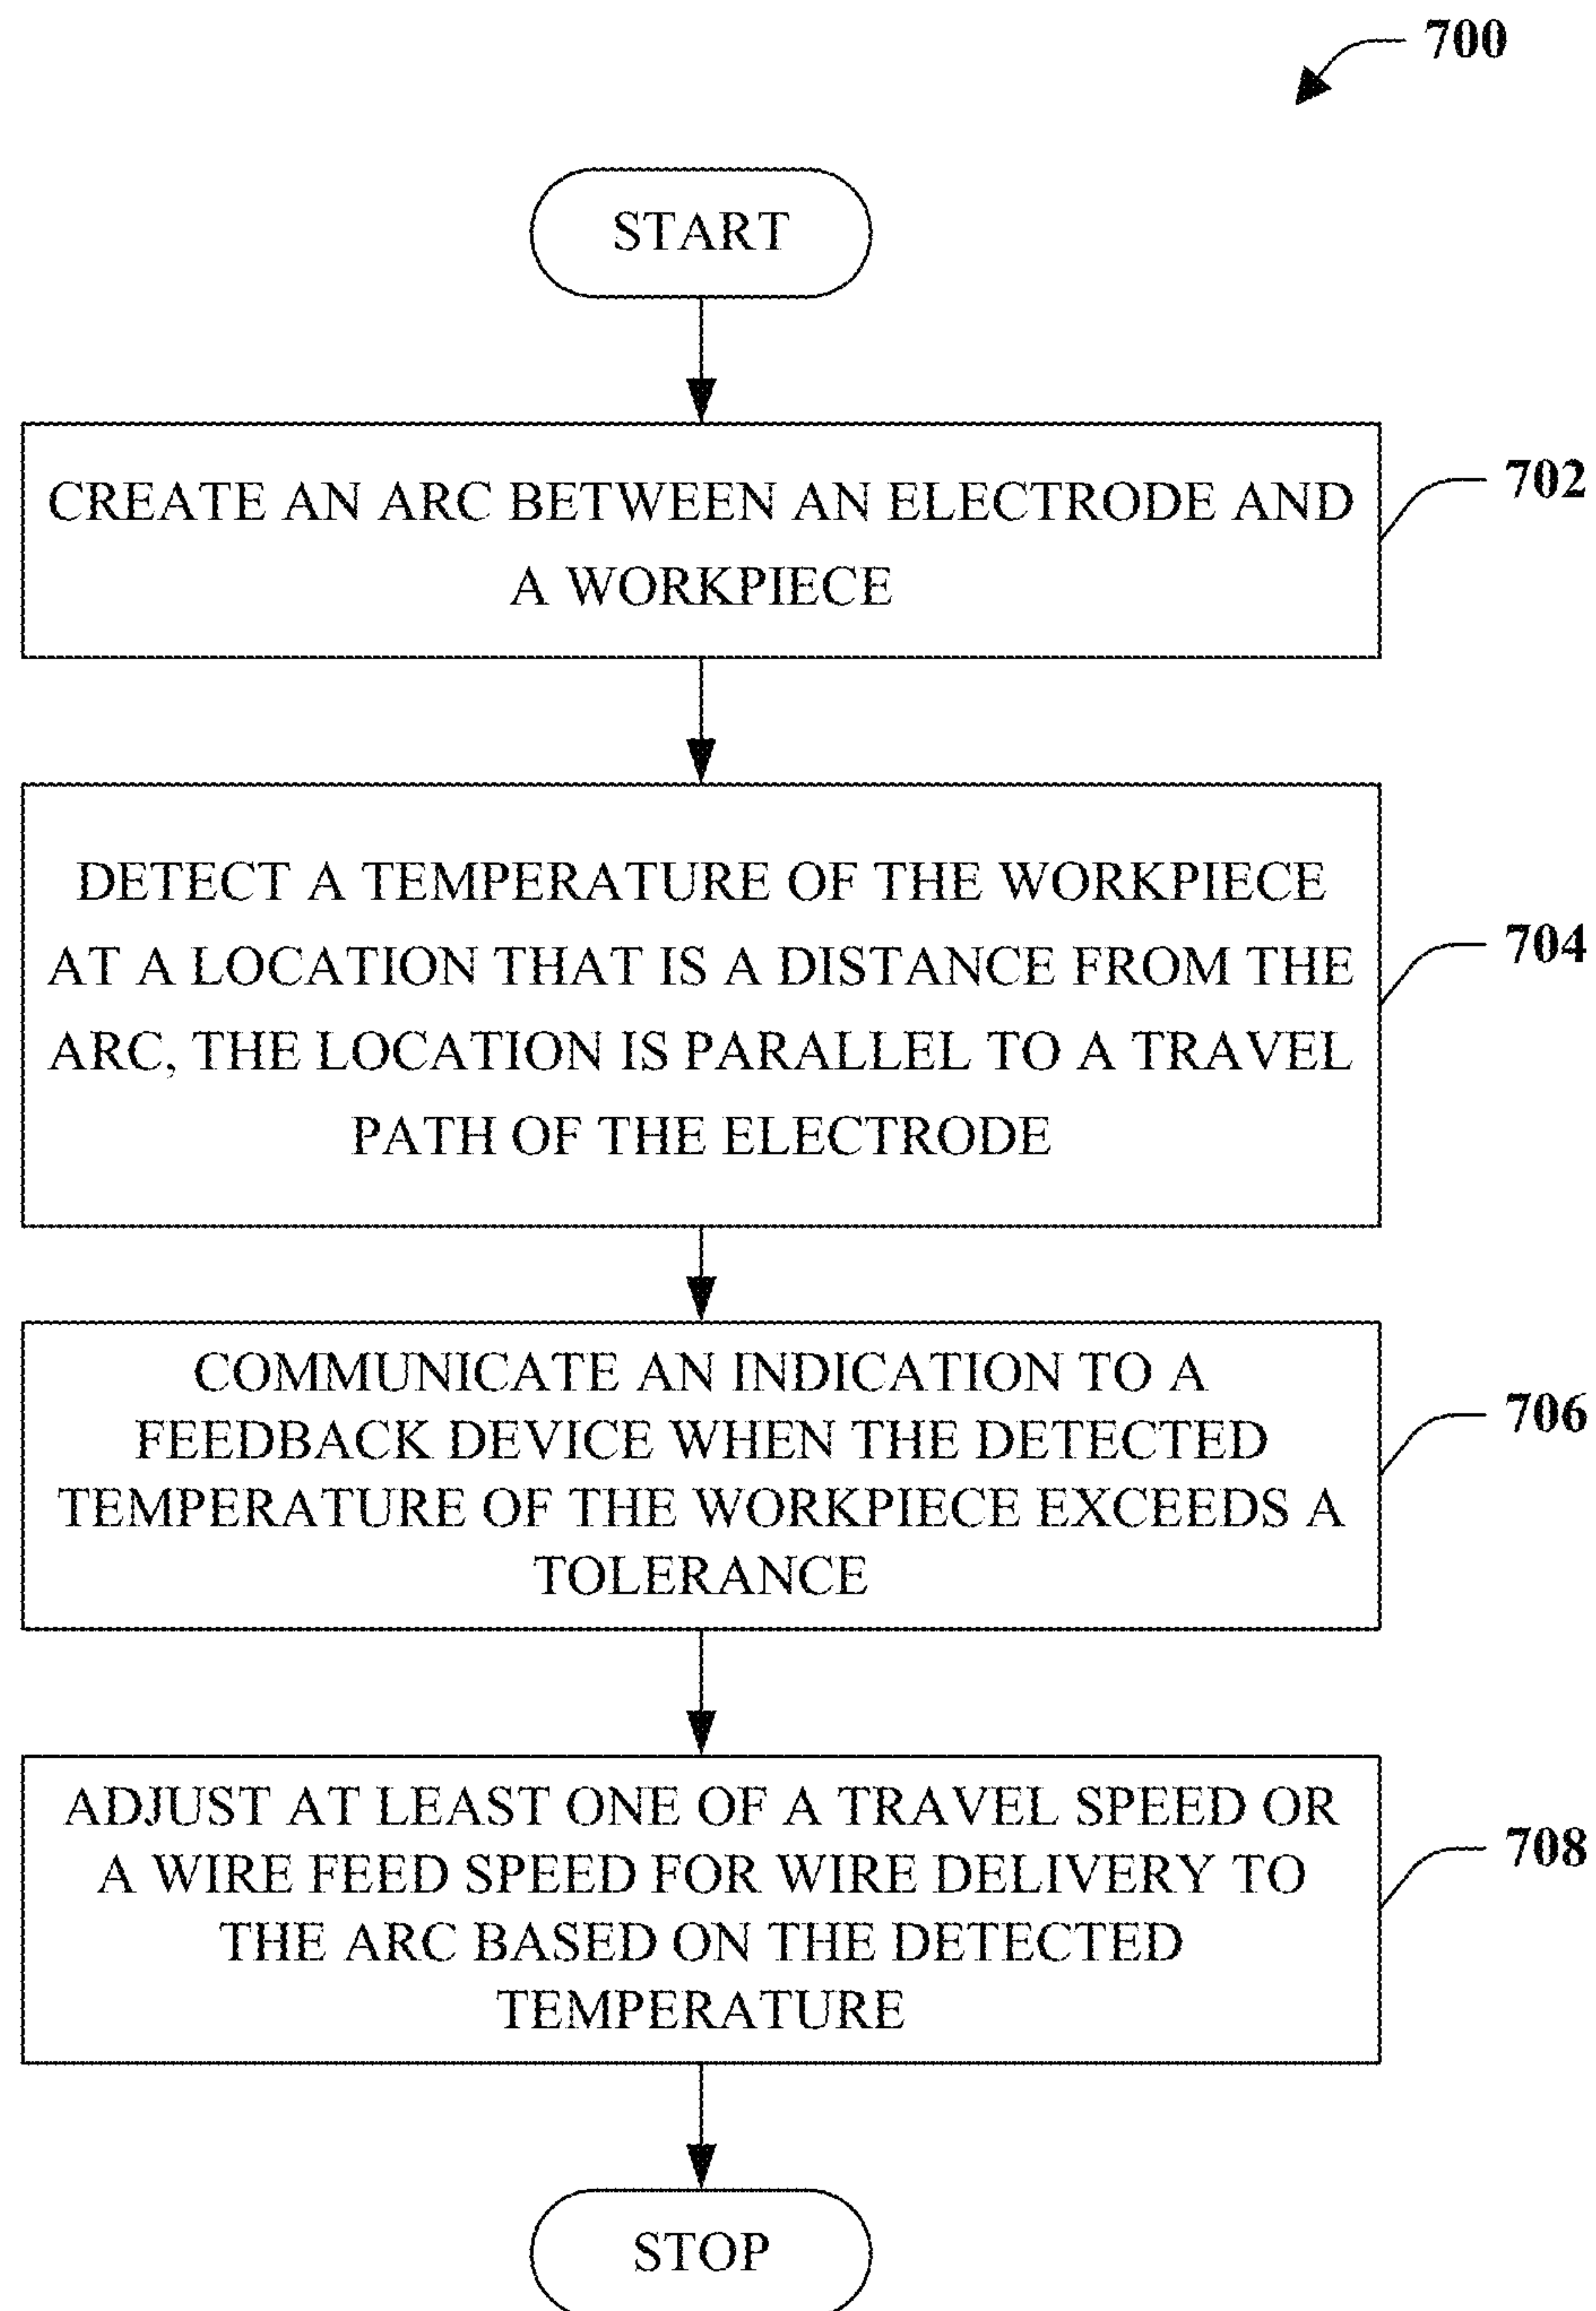 700
START
CREATE AN ARC BETWEEN AN ELECTRODE AND
A WORKPIECE
702
DETECT A TEMPERATURE OF THE WORKPIECE
AT A LOCATION THAT IS A DISTANCE FROM THE
ARC, THE LOCATION IS PARALLEL TO A TRAVEL
PATH OF THE ELECTRODE
704
COMMUNICATE AN INDICATION TO A
FEEDBACK DEVICE WHEN THE DETECTED
TEMPERATURE OF THE WORKPIECE EXCEEDS A
TOLERANCE
706
ADJUST AT LEAST ONE OF A TRAVEL SPEED OR
A WIRE FEED SPEED FOR WIRE DELIVERY TO
THE ARC BASED ON THE DETECTED
TEMPERATURE
708
STOP